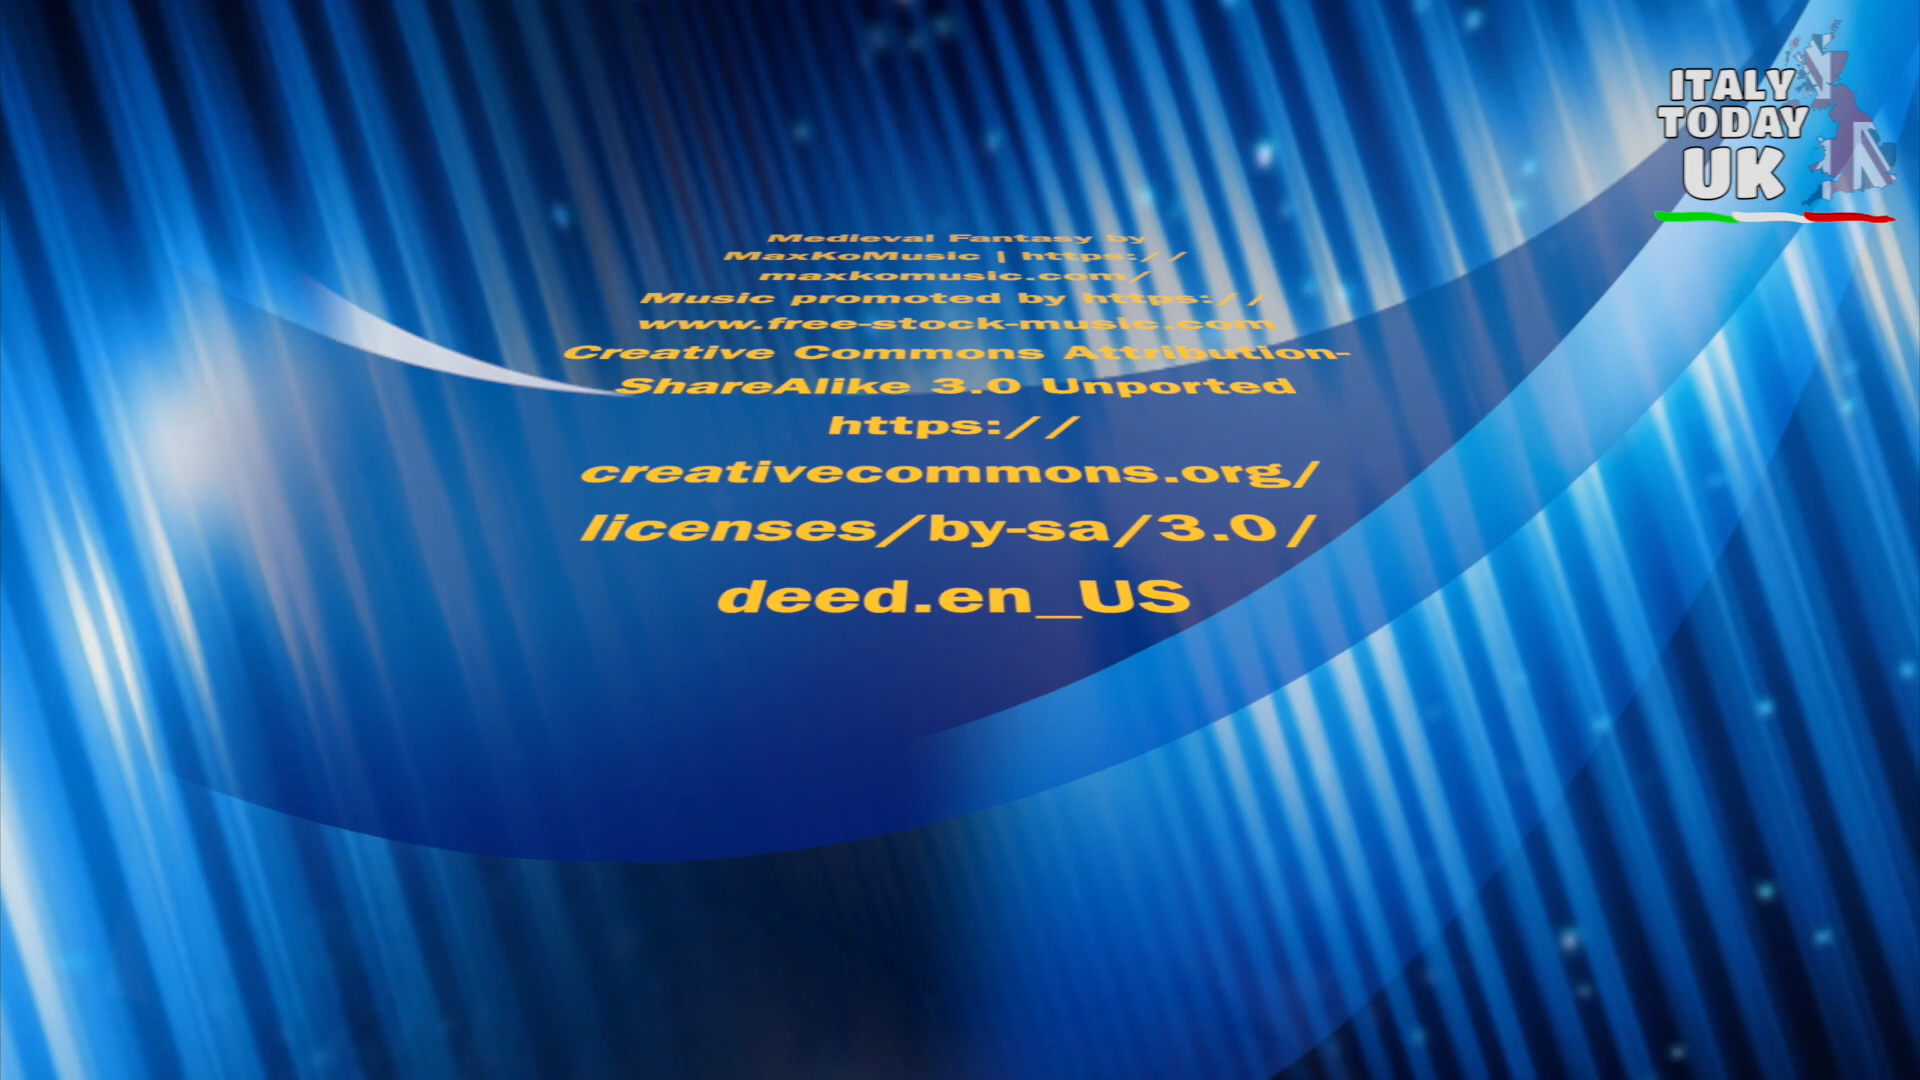 ITALY
TODAY
UK
Medieval Fantasy by
MaxKoMusic | https://
maxkomusic.com/
Music promoted by https://
www.free-stock-music.com
Creative Commons Attribution-
ShareAlike 3.0 Unported
https://
creativecommons.org/
licenses/by-sa/3.0/
deed.en_US